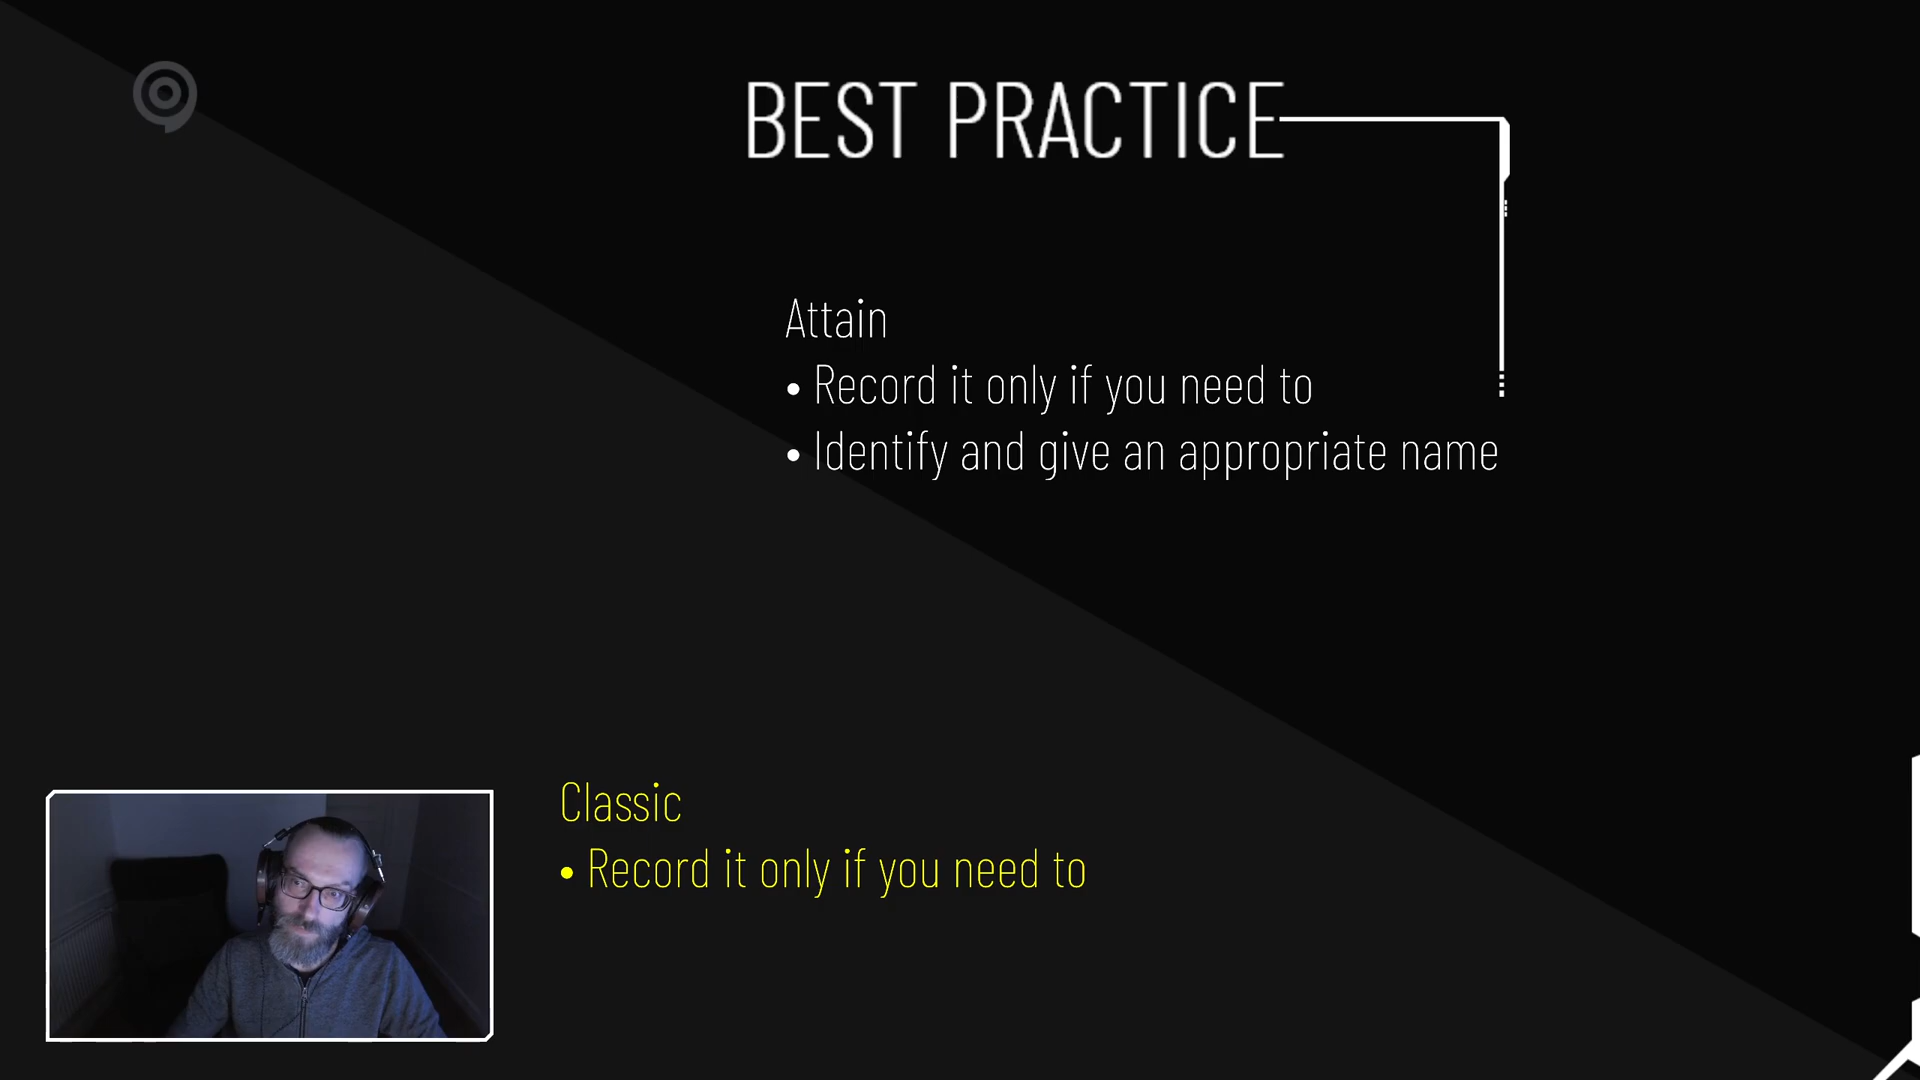 BEST PRACTICE
Attain
• Record it only if you need to
• Identify and give an appropriate name
Classic
• Record it only if you need to